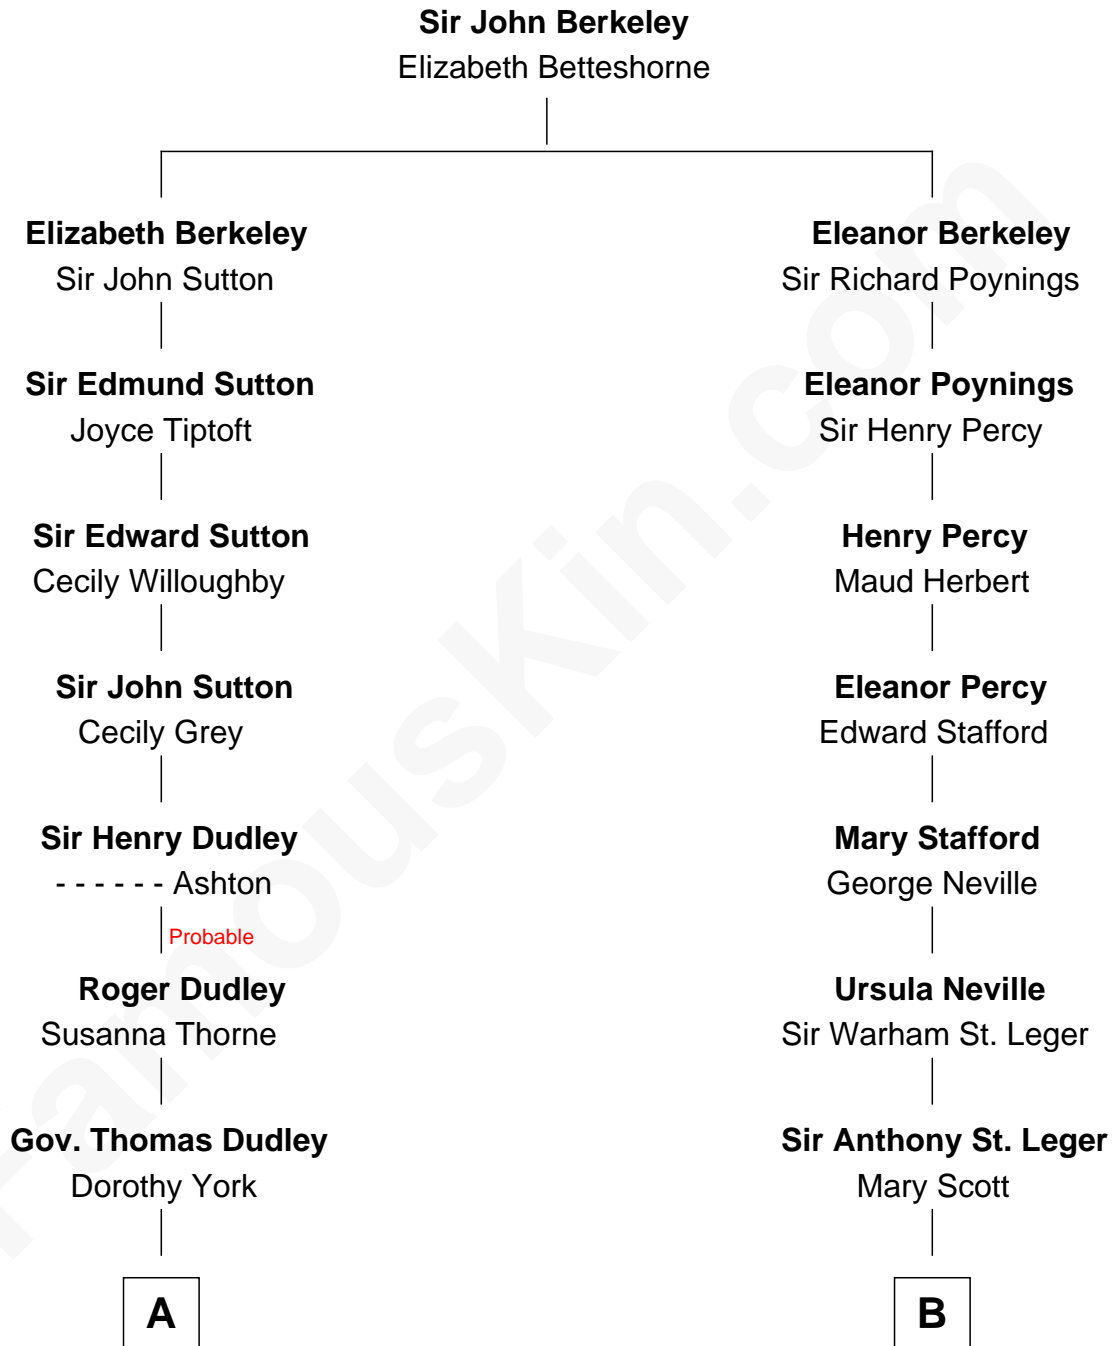 Sir John Berkeley
Elizabeth Betteshorne
Elizabeth Berkeley
Sir John Sutton
Sir Edmund Sutton
Joyce Tiptoft
Sir Edward Sutton
Cecily Willoughby
Sir John Sutton
Cecily Grey
Sir Henry Dudley
- - - - - - Ashton
Probable
Roger Dudley
Susanna Thorne
Gov. Thomas Dudley
Dorothy York
A
Eleanor Berkeley
Sir Richard Poynings
Eleanor Poynings
Sir Henry Percy
Henry Percy
Maud Herbert
Eleanor Percy
Edward Stafford
Mary Stafford
George Neville
Ursula Neville
Sir Warham St. Leger
Sir Anthony St. Leger
Mary Scott
B
FamousKin.com